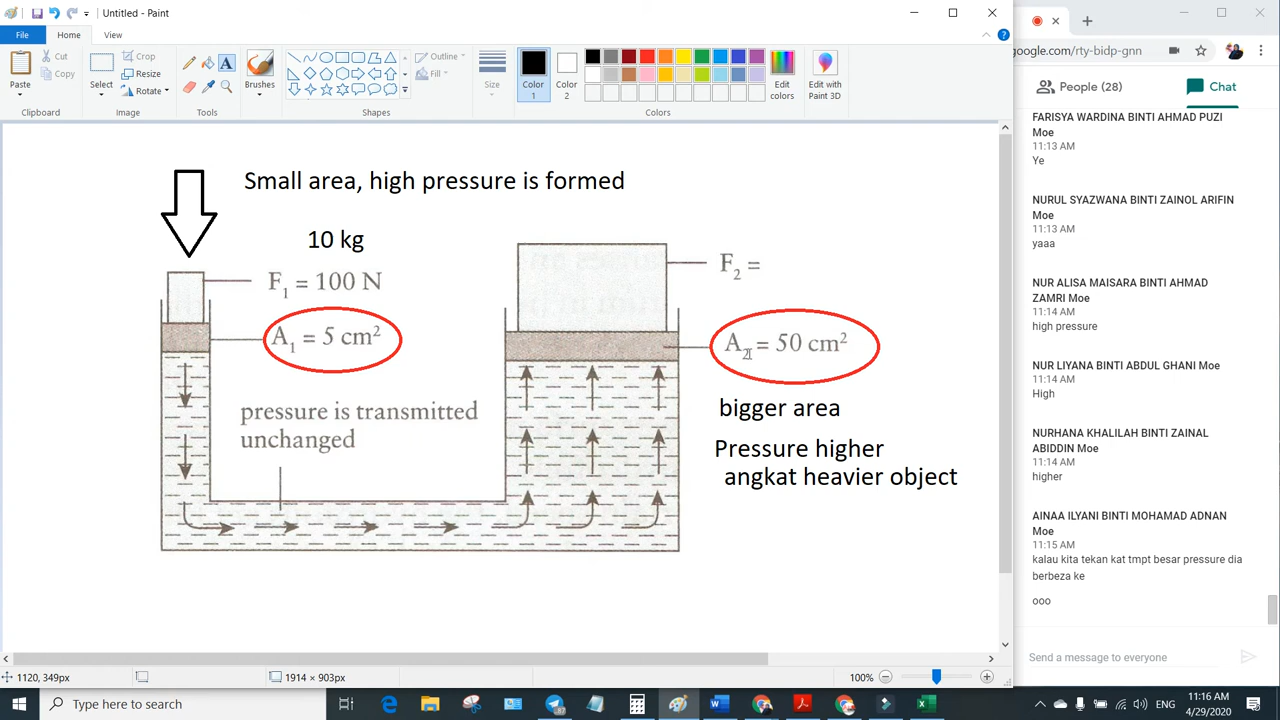 Untitled - Paint
File
Home
View
Paste
Cut
Copy
Clipboard
Select
Crop
Resize
Rotate
Image
A
Tools
Brushes
Outline
Fill
Shapes
Size
Color
1
Color
2
Edit
colors
Edit with
Paint 3D
Colors
Small area, high pressure is formed
10 kg
F1 = 100 N
A1 = 5 cm²
pressure is transmitted
unchanged
F2 =
A2 = 50 cm²
bigger area
Pressure higher
angkat heavier object
1120, 349px
1914 × 903px
100%
google.com/rty-bidp-gnn
People (28)
Chat
FARISYA WARDINA BINTI AHMAD PUZI
Moe
11:13 AM
Ye
NURUL SYAZWANA BINTI ZAINOL ARIFIN
Moe
11:13 AM
yaaa
NUR ALISA MAISARA BINTI AHMAD
ZAMRI Moe
11:14 AM
high pressure
NUR LIYANA BINTI ABDUL GHANI Moe
11:14 AM
High
NURHANA KHALILAH BINTI ZAINAL
ABIDDIN Moe
11:14 AM
higher
AINAA ILYANI BINTI MOHAMAD ADNAN
Moe
11:15 AM
kalau kita tekan kat tmpt besar pressure dia
berbeza ke
ooo
Send a message to everyone
Type here to search
ENG
11:16 AM
4/29/2020